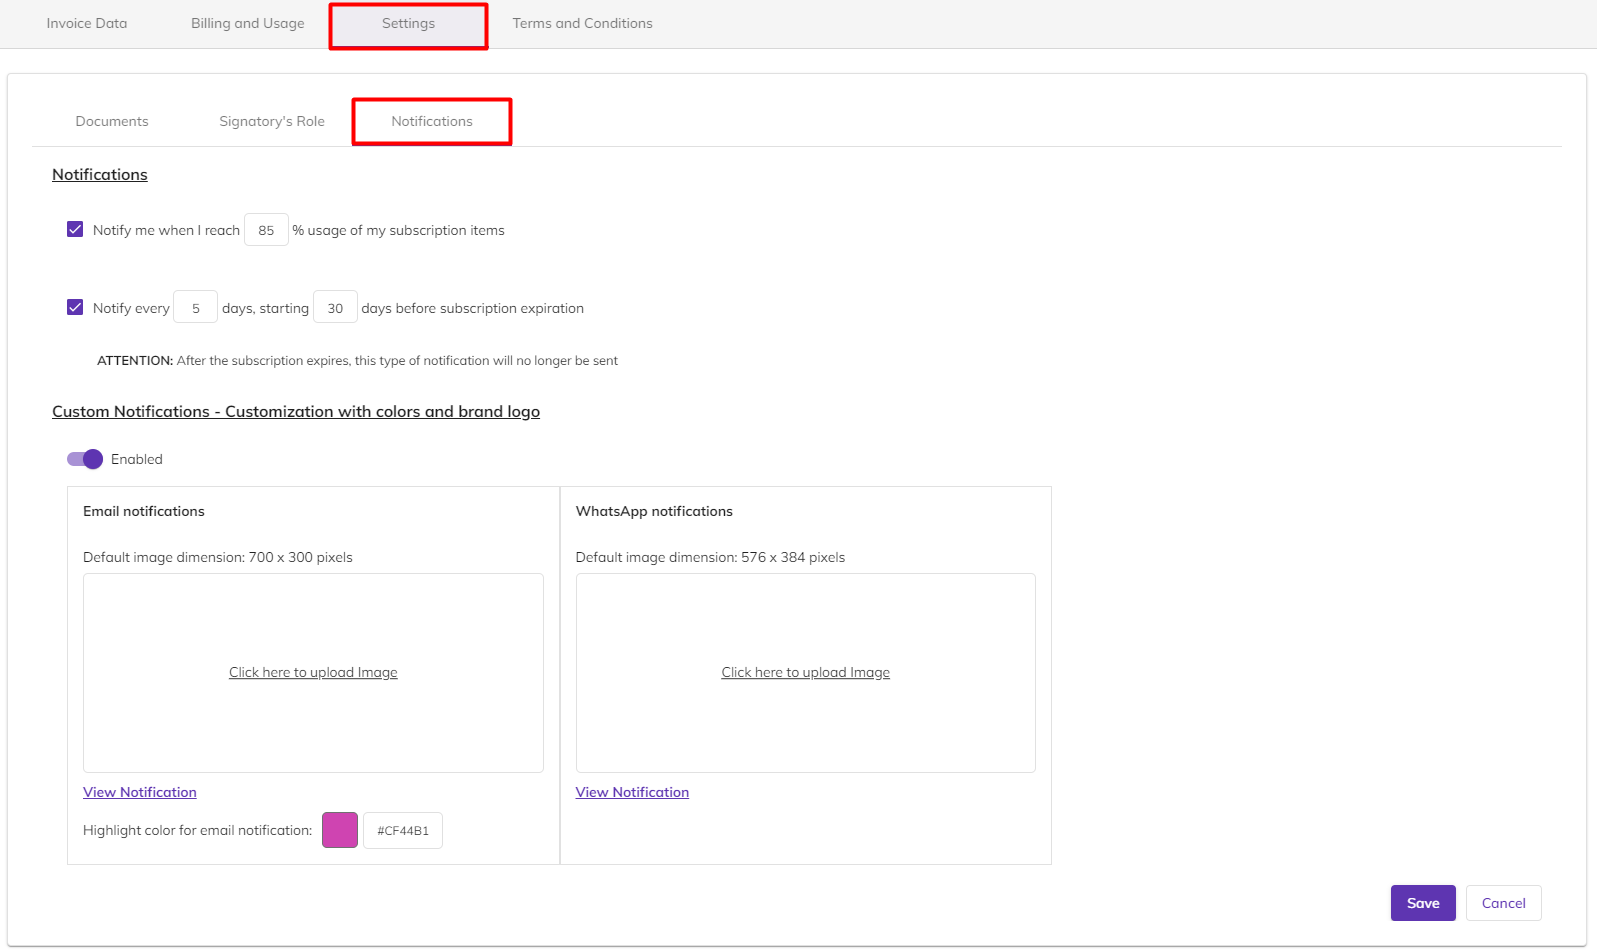 Invoice Data Billing and Usage Settings Terms and Conditions
Documents Signatory's Role Notifications
Notifications
Notify me when I reach 85 % usage of my subscription items
Notify every 5 days, starting 30 days before subscription expiration
ATTENTION: After the subscription expires, this type of notification will no longer be sent
Custom Notifications - Customization with colors and brand logo
Enabled
Email notifications
Default image dimension: 700 x 300 pixels
Click here to upload Image
View Notification
Highlight color for email notification: #CF44B1
WhatsApp notifications
Default image dimension: 576 x 384 pixels
Click here to upload Image
View Notification
Save Cancel